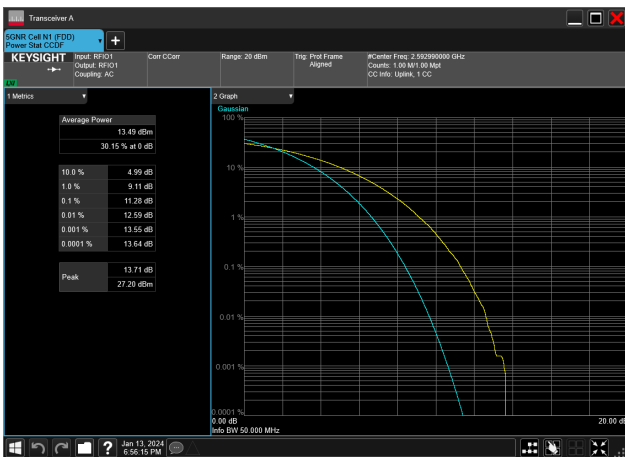 Transceiver A
5GNR Cell N1 (FDD)
Power Stat CCDF
KEYSIGHT
LV
Input: RFIO1
Output: RFIO1
Coupling: AC
Corr CCorr
Range: 20 dBm
Trig: Prot Frame
Aligned
#Center Freq: 2.592990000 GHz
Counts: 1.00 M/1.00 Mpt
CC Info: Uplink, 1 CC
1 Metrics
Average Power
13.49 dBm
30.15 % at 0 dB
10.0 % 4.99 dB
1.0 % 9.11 dB
0.1 % 11.28 dB
0.01 % 12.59 dB
0.001 % 13.55 dB
0.0001 % 13.64 dB
Peak
13.71 dB
27.20 dBm
2 Graph
Gaussian
100 %
10 %
1 %
0.1 %
0.01 %
0.001 %
0.0001 %
0.00 dB
20.00 dB
Info BW 50.000 MHz
Jan 13, 2024
6:56:15 PM